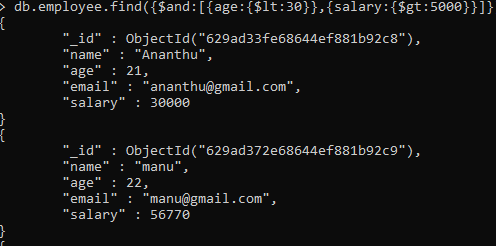 > db.employee.find({$and:[{age:{$lt:30}},{salary:{$gt:5000}}]}
{
"_id" : ObjectId("629ad33fe68644ef881b92c8"),
"name" : "Ananthu",
"age" : 21,
"email" : "ananthu@gmail.com",
"salary" : 30000
}
{
"_id" : ObjectId("629ad372e68644ef881b92c9"),
"name" : "manu",
"age" : 22,
"email" : "manu@gmail.com",
"salary" : 56770
}
{